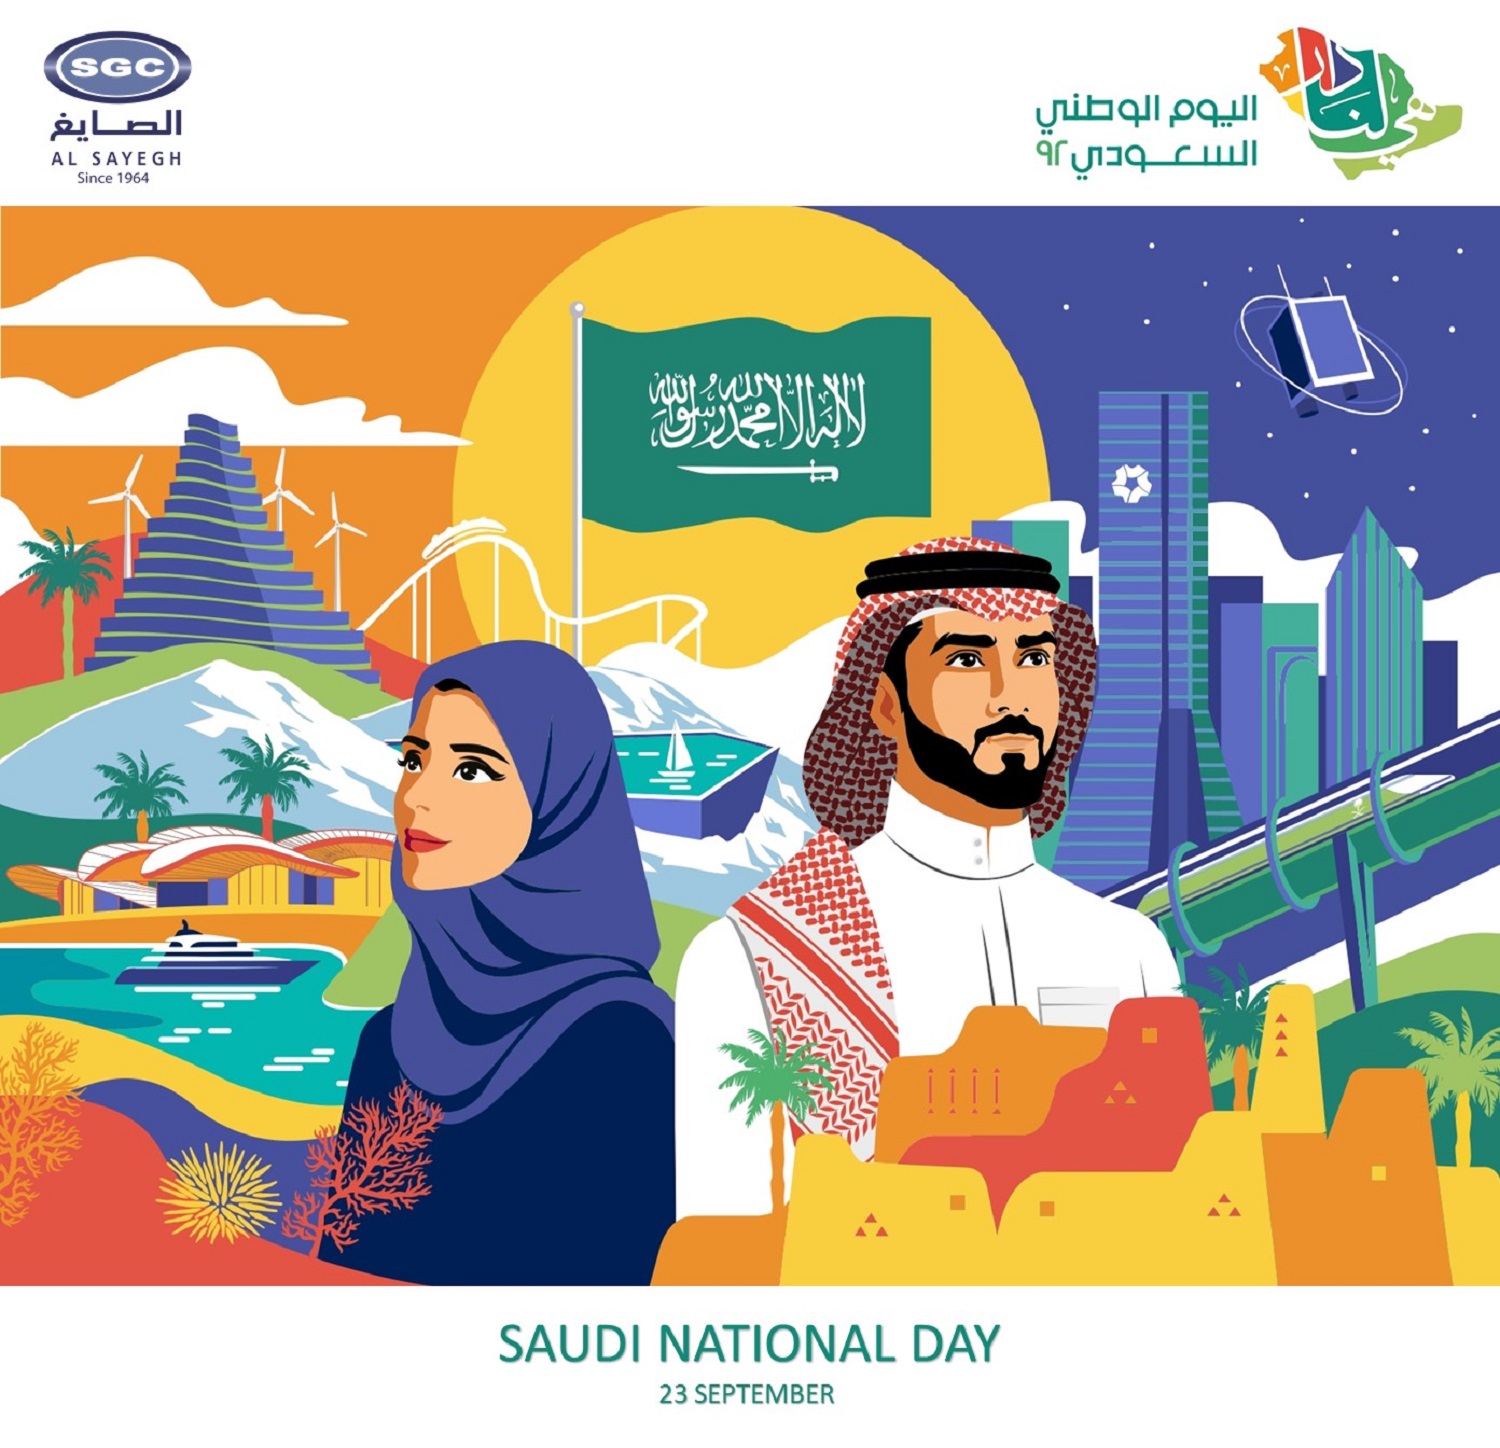 SGC
الصايغ
AL SAYEGH
Since 1964
اليوم الوطني
السعودي ٩٢
هي لنا دار
لا إله إلا الله محمد رسول الله
SAUDI NATIONAL DAY
23 SEPTEMBER